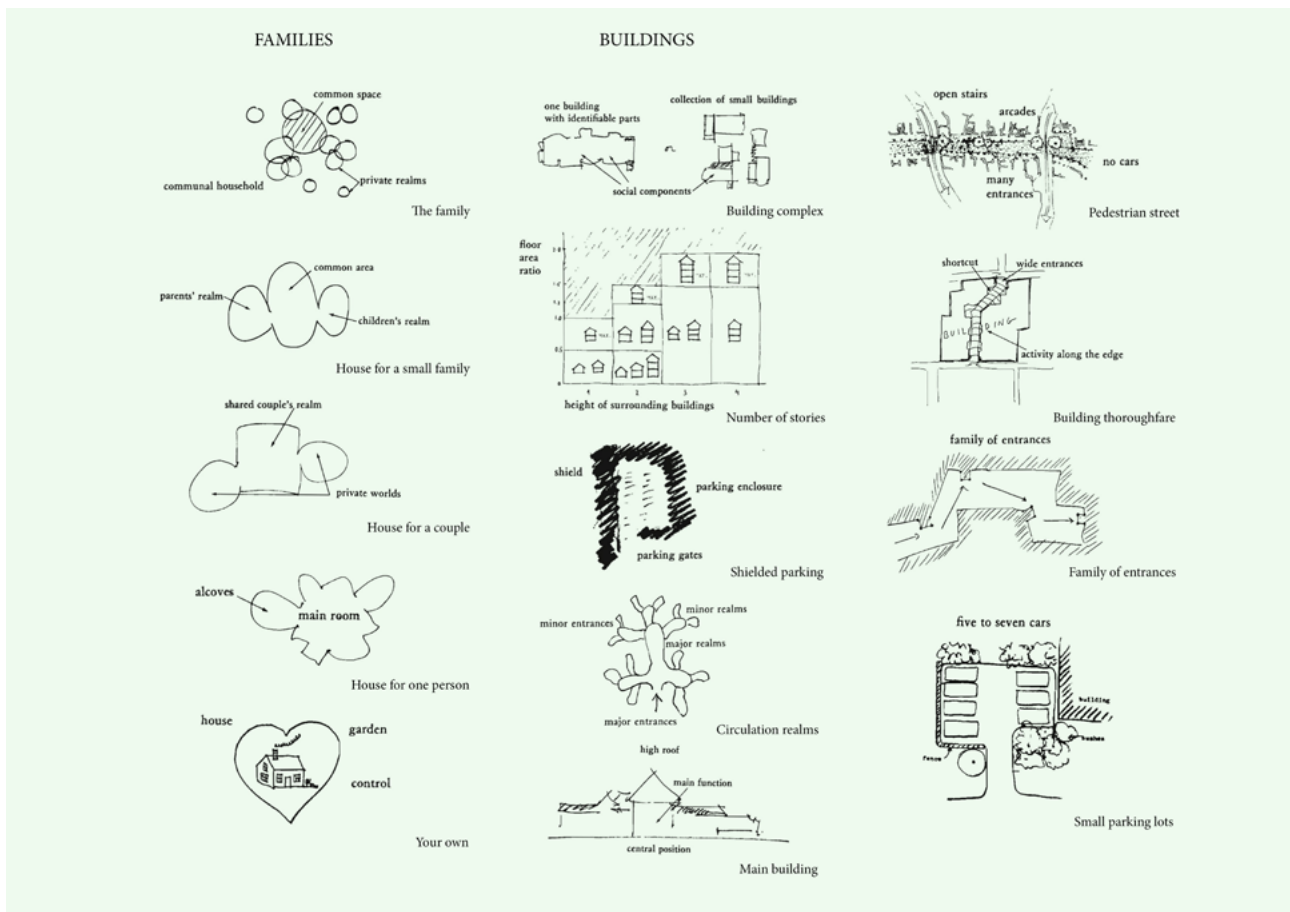 FAMILIES
common space
communal household
private realms
The family
common area
parents' realm
children's realm
House for a small family
shared couple's realm
private worlds
House for a couple
alcoves
main room
House for one person
house
garden
control
Your own
BUILDINGS
one building
with identifiable parts
collection of small buildings
social components
Building complex
floor
area
ratio
1
2
3
4
height of surrounding buildings
Number of stories
shield
parking enclosure
parking gates
Shielded parking
minor entrances
minor realms
major realms
major entrances
Circulation realms
high roof
main function
central position
Main building
open stairs
arcades
no cars
many
entrances
Pedestrian street
shortcut
wide entrances
BUILDING
activity along the edge
Building thoroughfare
family of entrances
Family of entrances
five to seven cars
building
bushes
fence
Small parking lots